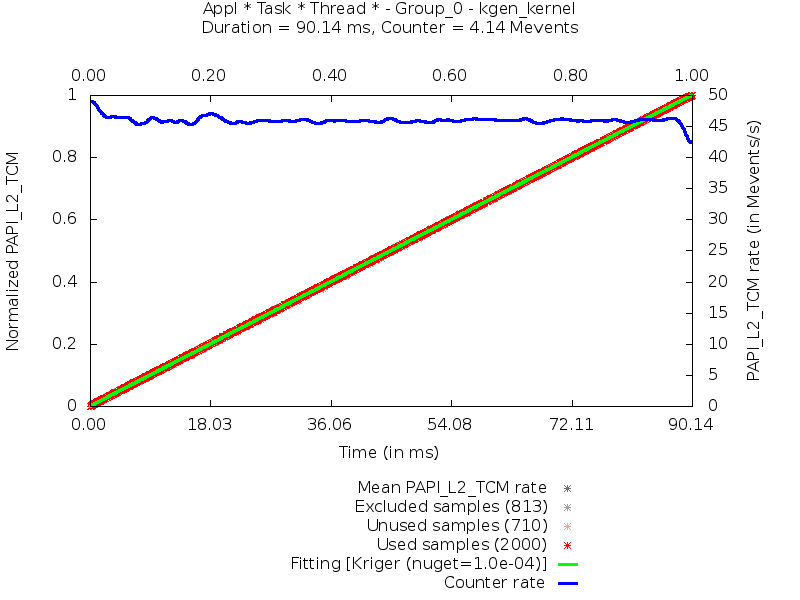 Appl * Task * Thread * - Group_0 - kgen_kernel
Duration = 90.14 ms, Counter = 4.14 Mevents
0.00 0.20 0.40 0.60 0.80 1.00
1 50
45
0.8 40
35
0.6 30
25
0.4 20
15
0.2 10
5
0 0
Normalized PAPI_L2_TCM
PAPI_L2_TCM rate (in Mevents/s)
0.00 18.03 36.06 54.08 72.11 90.14
Time (in ms)
Mean PAPI_L2_TCM rate
Excluded samples (813)
Unused samples (710)
Used samples (2000)
Fitting [Kriger (nuget=1.0e-04)]
Counter rate